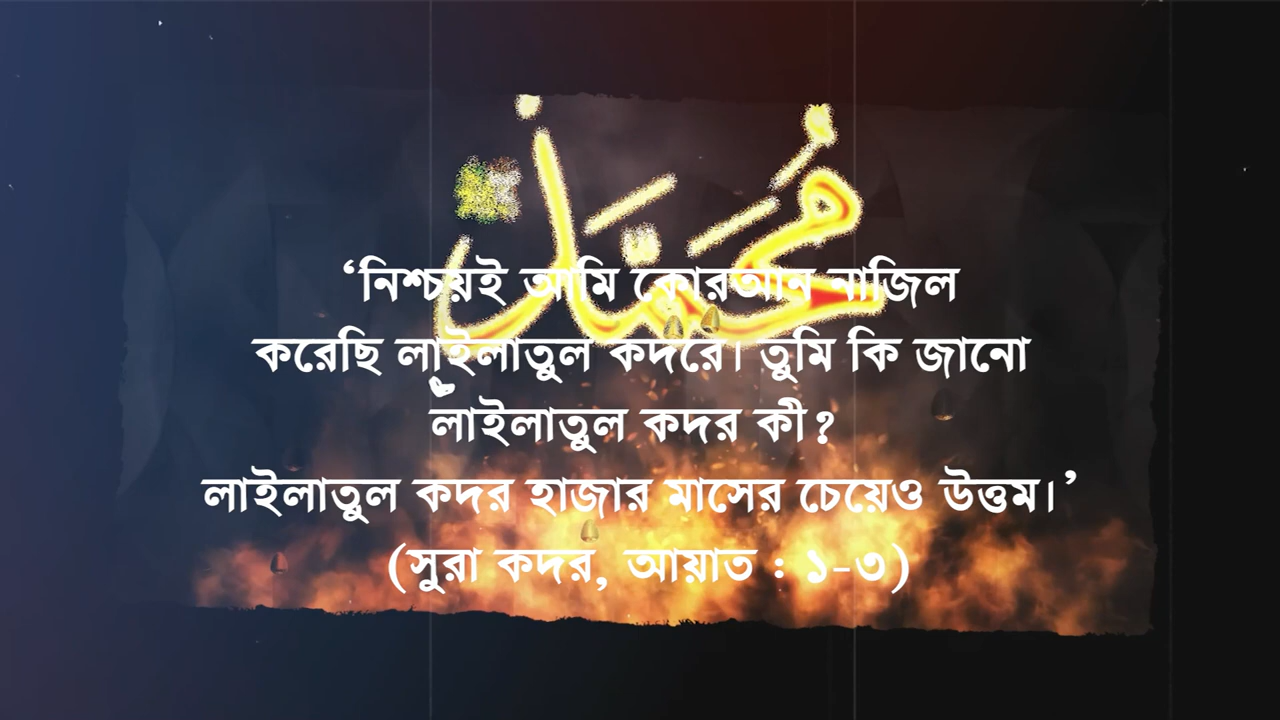 ‘নিশ্চয়ই আমি কোরআন নাজিল
করেছি লাইলাতুল কদরে। তুমি কি জানো
লাইলাতুল কদর কী?
লাইলাতুল কদর হাজার মাসের চেয়েও উত্তম।’
(সুরা কদর, আয়াত : ১-৩)